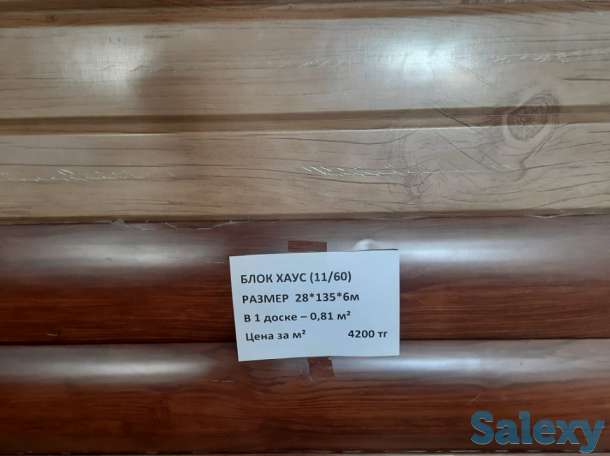 БЛОК ХАУС (11/60)
РАЗМЕР 28*135*6м
В 1 доске – 0,81 м²
Цена за м² 4200 тг
Salexy